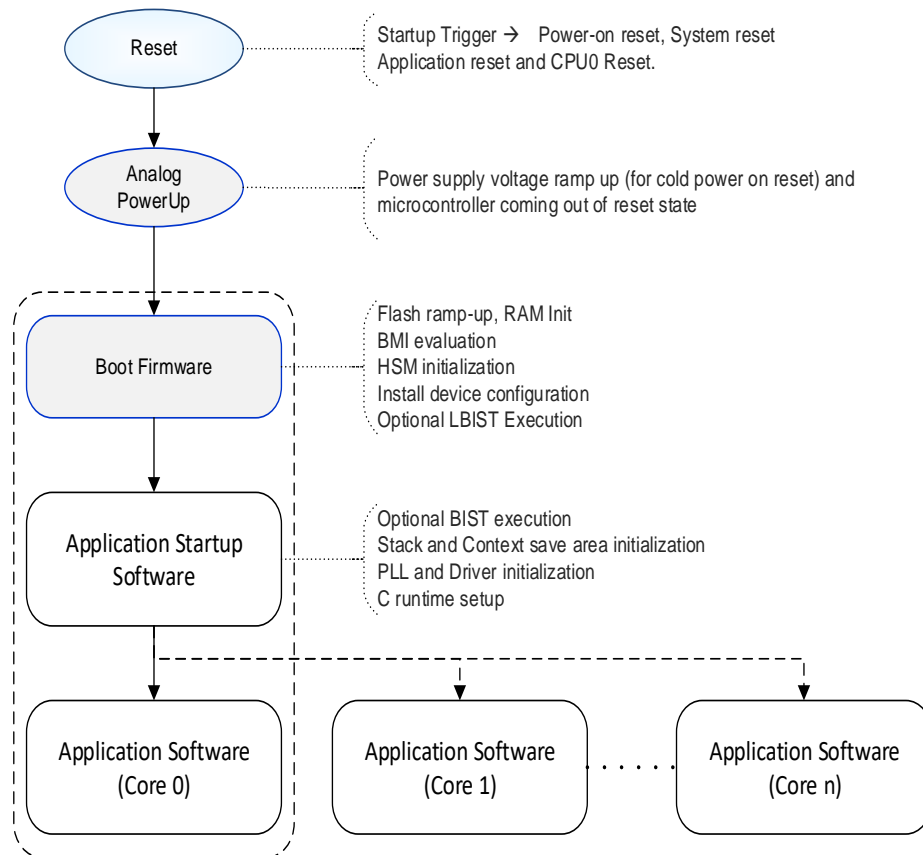 Reset
Startup Trigger → Power-on reset, System reset
Application reset and CPU0 Reset.
Analog
PowerUp
Power supply voltage ramp up (for cold power on reset) and
microcontroller coming out of reset state
Boot Firmware
Flash ramp-up, RAM Init
BMI evaluation
HSM initialization
Install device configuration
Optional LBIST Execution
Application Startup
Software
Optional BIST execution
Stack and Context save area initialization
PLL and Driver initialization
C runtime setup
Application Software
(Core 0)
Application Software
(Core 1)
Application Software
(Core n)